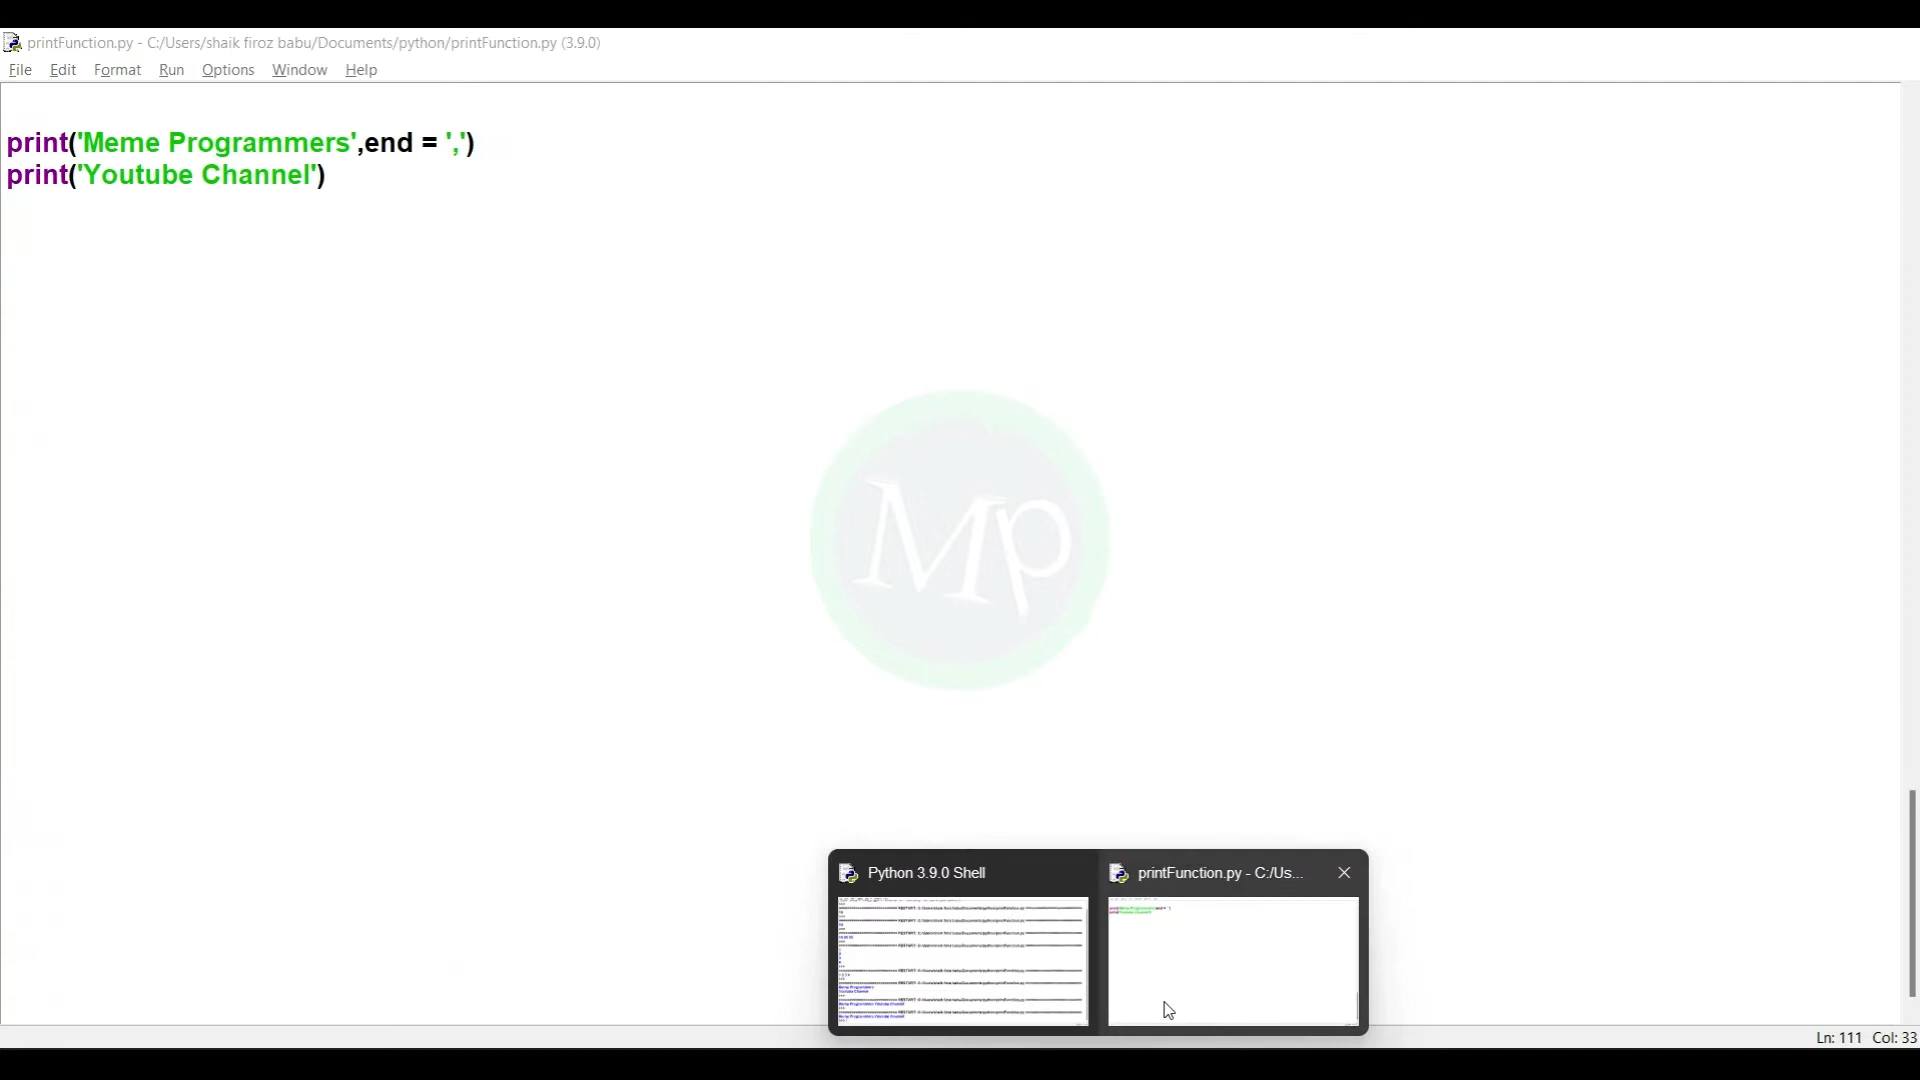 printFunction.py - C:/Users/shaik firoz babu/Documents/python/printFunction.py (3.9.0)
File Edit Format Run Options Window Help
print('Meme Programmers',end = ',')
print('Youtube Channel')
Mp
Python 3.9.0 Shell
printFunction.py - C:/Us...
Ln: 111 Col: 33